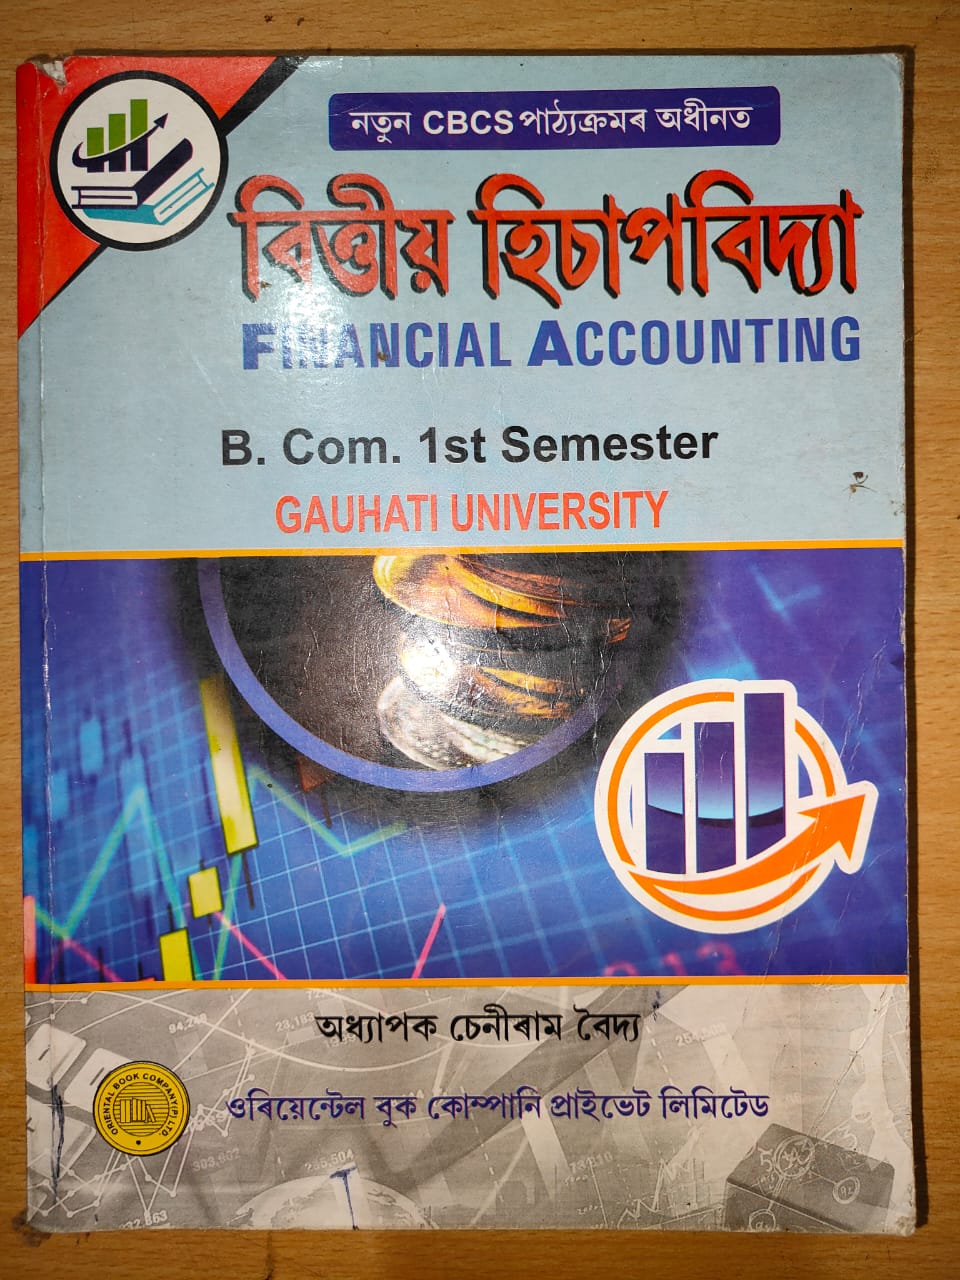 নতুন CBCS পাঠ্যক্ৰমৰ অধীনত
বিত্তীয় হিচাপবিদ্যা
FINANCIAL ACCOUNTING
B. Com. 1st Semester
GAUHATI UNIVERSITY
অধ্যাপক চেনীৰাম বৈদ্য
ORIENTAL BOOK COMPANY (P) LTD
ওৰিয়েন্টেল বুক কোম্পানি প্ৰাইভেট লিমিটেড